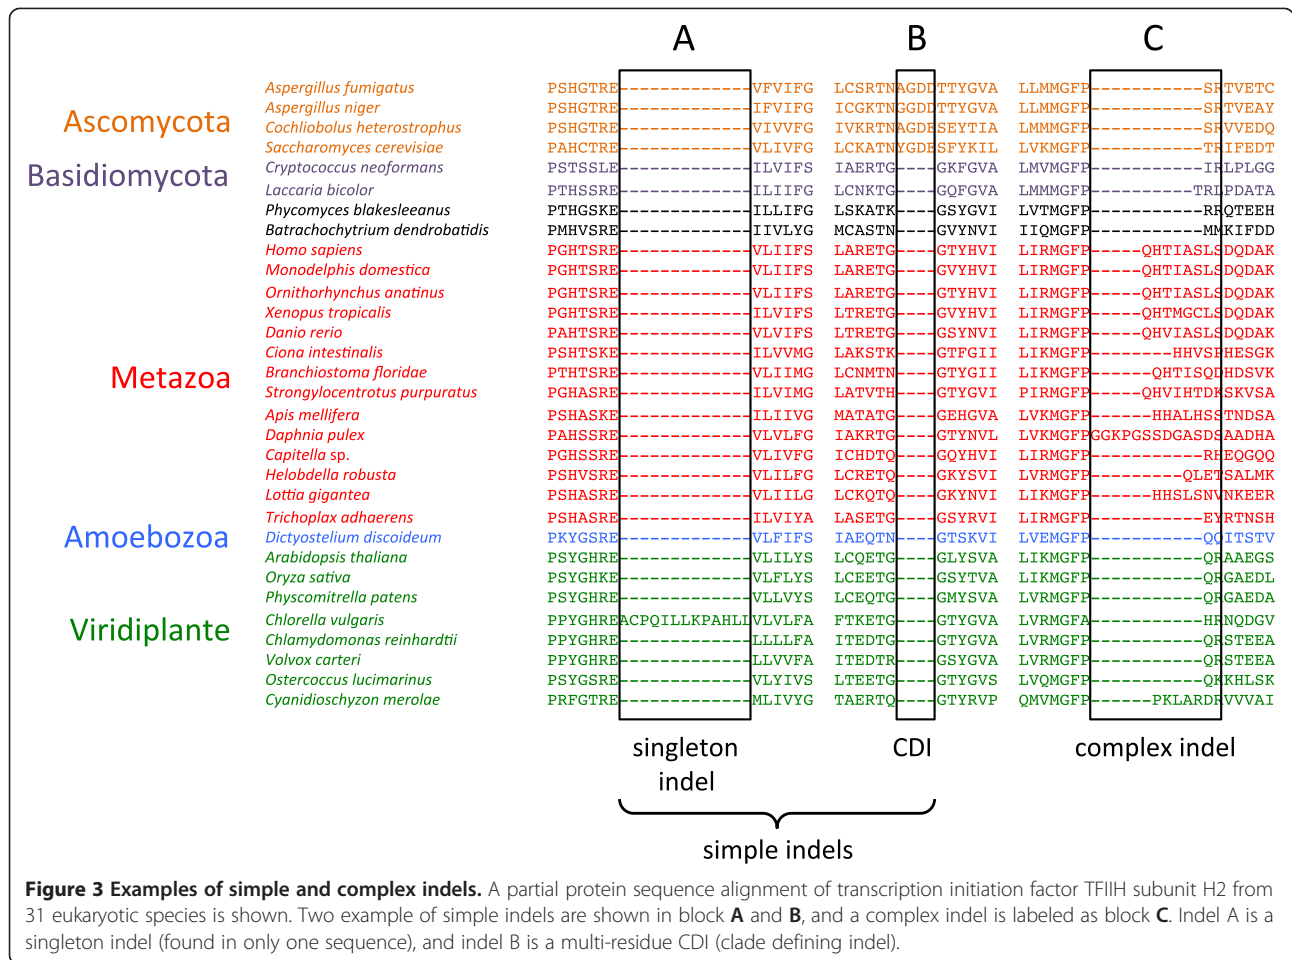 A B C
Ascomycota
Basidiomycota
Metazoa
Amoebozoa
Viridiplante
Aspergillus fumigatus PSHGTRE-------------VFVIFG LCSRTNAGDDTTYGVA LLMMGFP-----------SRTVETC
Aspergillus niger PSHGTRE-------------IFVIFG ICGKTNGGDDTTYGVA LLMMGFP-----------SRTVEAY
Cochliobolus heterostrophus PSHGTRE-------------VIVVFG IVKRTNAGDESEYTIA LMMMGFP-----------SRVVEDQ
Saccharomyces cerevisiae PAHCTRE-------------VLIVFG LCKATNYGDESFYKIL LVKMGFP-----------TRIFEDT
Cryptococcus neoformans PSTSSLE-------------ILVIFS IAERTG----GKFGVA LMVMGFP-----------IRLPLGG
Laccaria bicolor PTHSSRE-------------ILIIFG LCNKTG----GQFGVA LMMMGFP----------TRLPDATA
Phycomyces blakesleeanus PTHGSKE-------------ILLIFG LSKATK----GSYGVI LVTMGFP-----------RRQTEEH
Batrachochytrium dendrobatidis PMHVSRE-------------IIVLYG MCASTN----GVYNVI IIQMGFP-----------MMKIFDD
Homo sapiens PGHTSRE-------------VLIIFS LARETG----GTYHVI LIRMGFP-----QHTIASLSDQDAK
Monodelphis domestica PGHTSRE-------------VLIIFS LARETG----GVYHVI LIRMGFP-----QHTIASLSDQDAK
Ornithorhynchus anatinus PGHTSRE-------------VLIIFS LARETG----GTYHVI LIRMGFP-----QHTIASLSDQDAK
Xenopus tropicalis PGHTSRE-------------ILVIFS LTRETG----GVYHVI LIRMGFP-----QHTMGCLSDQDAK
Danio rerio PAHTSRE-------------VLVIFS LTRETG----GSYNVI LIRMGFP-----QHVIASLSDQDAK
Ciona intestinalis PSHTSKE-------------ILVVMG LAKSTK----GTFGII LIKMGFP--------HHVSPHESGK
Branchiostoma floridae PTHTSRE-------------VLIIMG LCNMTN----GTYGII LIKMGFP------QHTISQDHDSVK
Strongylocentrotus purpuratus PGHASRE-------------ILVIMG LATVTH----GTYGVI PIRMGFP-----QHVIHTDKSKVSA
Apis mellifera PSHASKE-------------ILIIVG MATATG----GEHGVA LVKMGFP------HHALHSSTNDSA
Daphnia pulex PAHSSRE-------------VLVLFG IAKRTG----GTYNVL LVKMGFPGGKPGSSDGASDSAADHA
Capitella sp. PGHSSRE-------------VLIVFG ICHDTQ----GQYHVI LIKMGFP-----------RHEQGQQ
Helobdella robusta PSHVSRE-------------VLILFG LCRETQ----GKYSVI LVRMGFP---------QLETSALMK
Lottia gigantea PSHASRE-------------VLIILG LCKQTQ----GKYNVI LIKMGFP------HHSLSNVNKEER
Trichoplax adhaerens PSHASRE-------------ILVIYA LASETG----GSYRVI LIRMGFP-----------EYRTNSH
Dictyostelium discoideum PKYGSRE-------------VLFIFS IAEQTN----GTSKVI LVEMGFP-----------QQITSTV
Arabidopsis thaliana PSYGHRE-------------VLILYS LCQETG----GLYSVA LIKMGFP-----------QRAAEGS
Oryza sativa PSYGHKE-------------VLFLYS LCEETG----GSYTVA LIKMGFP-----------QRGAEDL
Physcomitrella patens PSYGHRE-------------VLLVYS LCEQTG----GMYSVA LIKMGFP-----------QRGAEDA
Chlorella vulgaris PPYGHREACPQILLKPAHLLVLVLFA FTKETG----GTYGVA LVRMGFA-----------HRNQDGV
Chlamydomonas reinhardtii PPYGHRE-------------LLLLFA ITEDTG----GTYGVA LVRMGFP-----------QRSTEEA
Volvox carteri PPYGHRE-------------LLVVFA ITEDTR----GSYGVA LVRMGFP-----------QRSTEEA
Ostercoccus lucimarinus PSYGSRE-------------VLYIVS LTEETG----GTYGVS LVQMGFP-----------QKKHLSK
Cyanidioschyzon merolae PRFGTRE-------------MLIVYG TAERTQ----GTYRVP QMVMGFP------PKLARDRVVVAI
singleton indel
CDI
complex indel
simple indels
Figure 3 Examples of simple and complex indels. A partial protein sequence alignment of transcription initiation factor TFIIH subunit H2 from
31 eukaryotic species is shown. Two example of simple indels are shown in block A and B, and a complex indel is labeled as block C. Indel A is a
singleton indel (found in only one sequence), and indel B is a multi-residue CDI (clade defining indel).